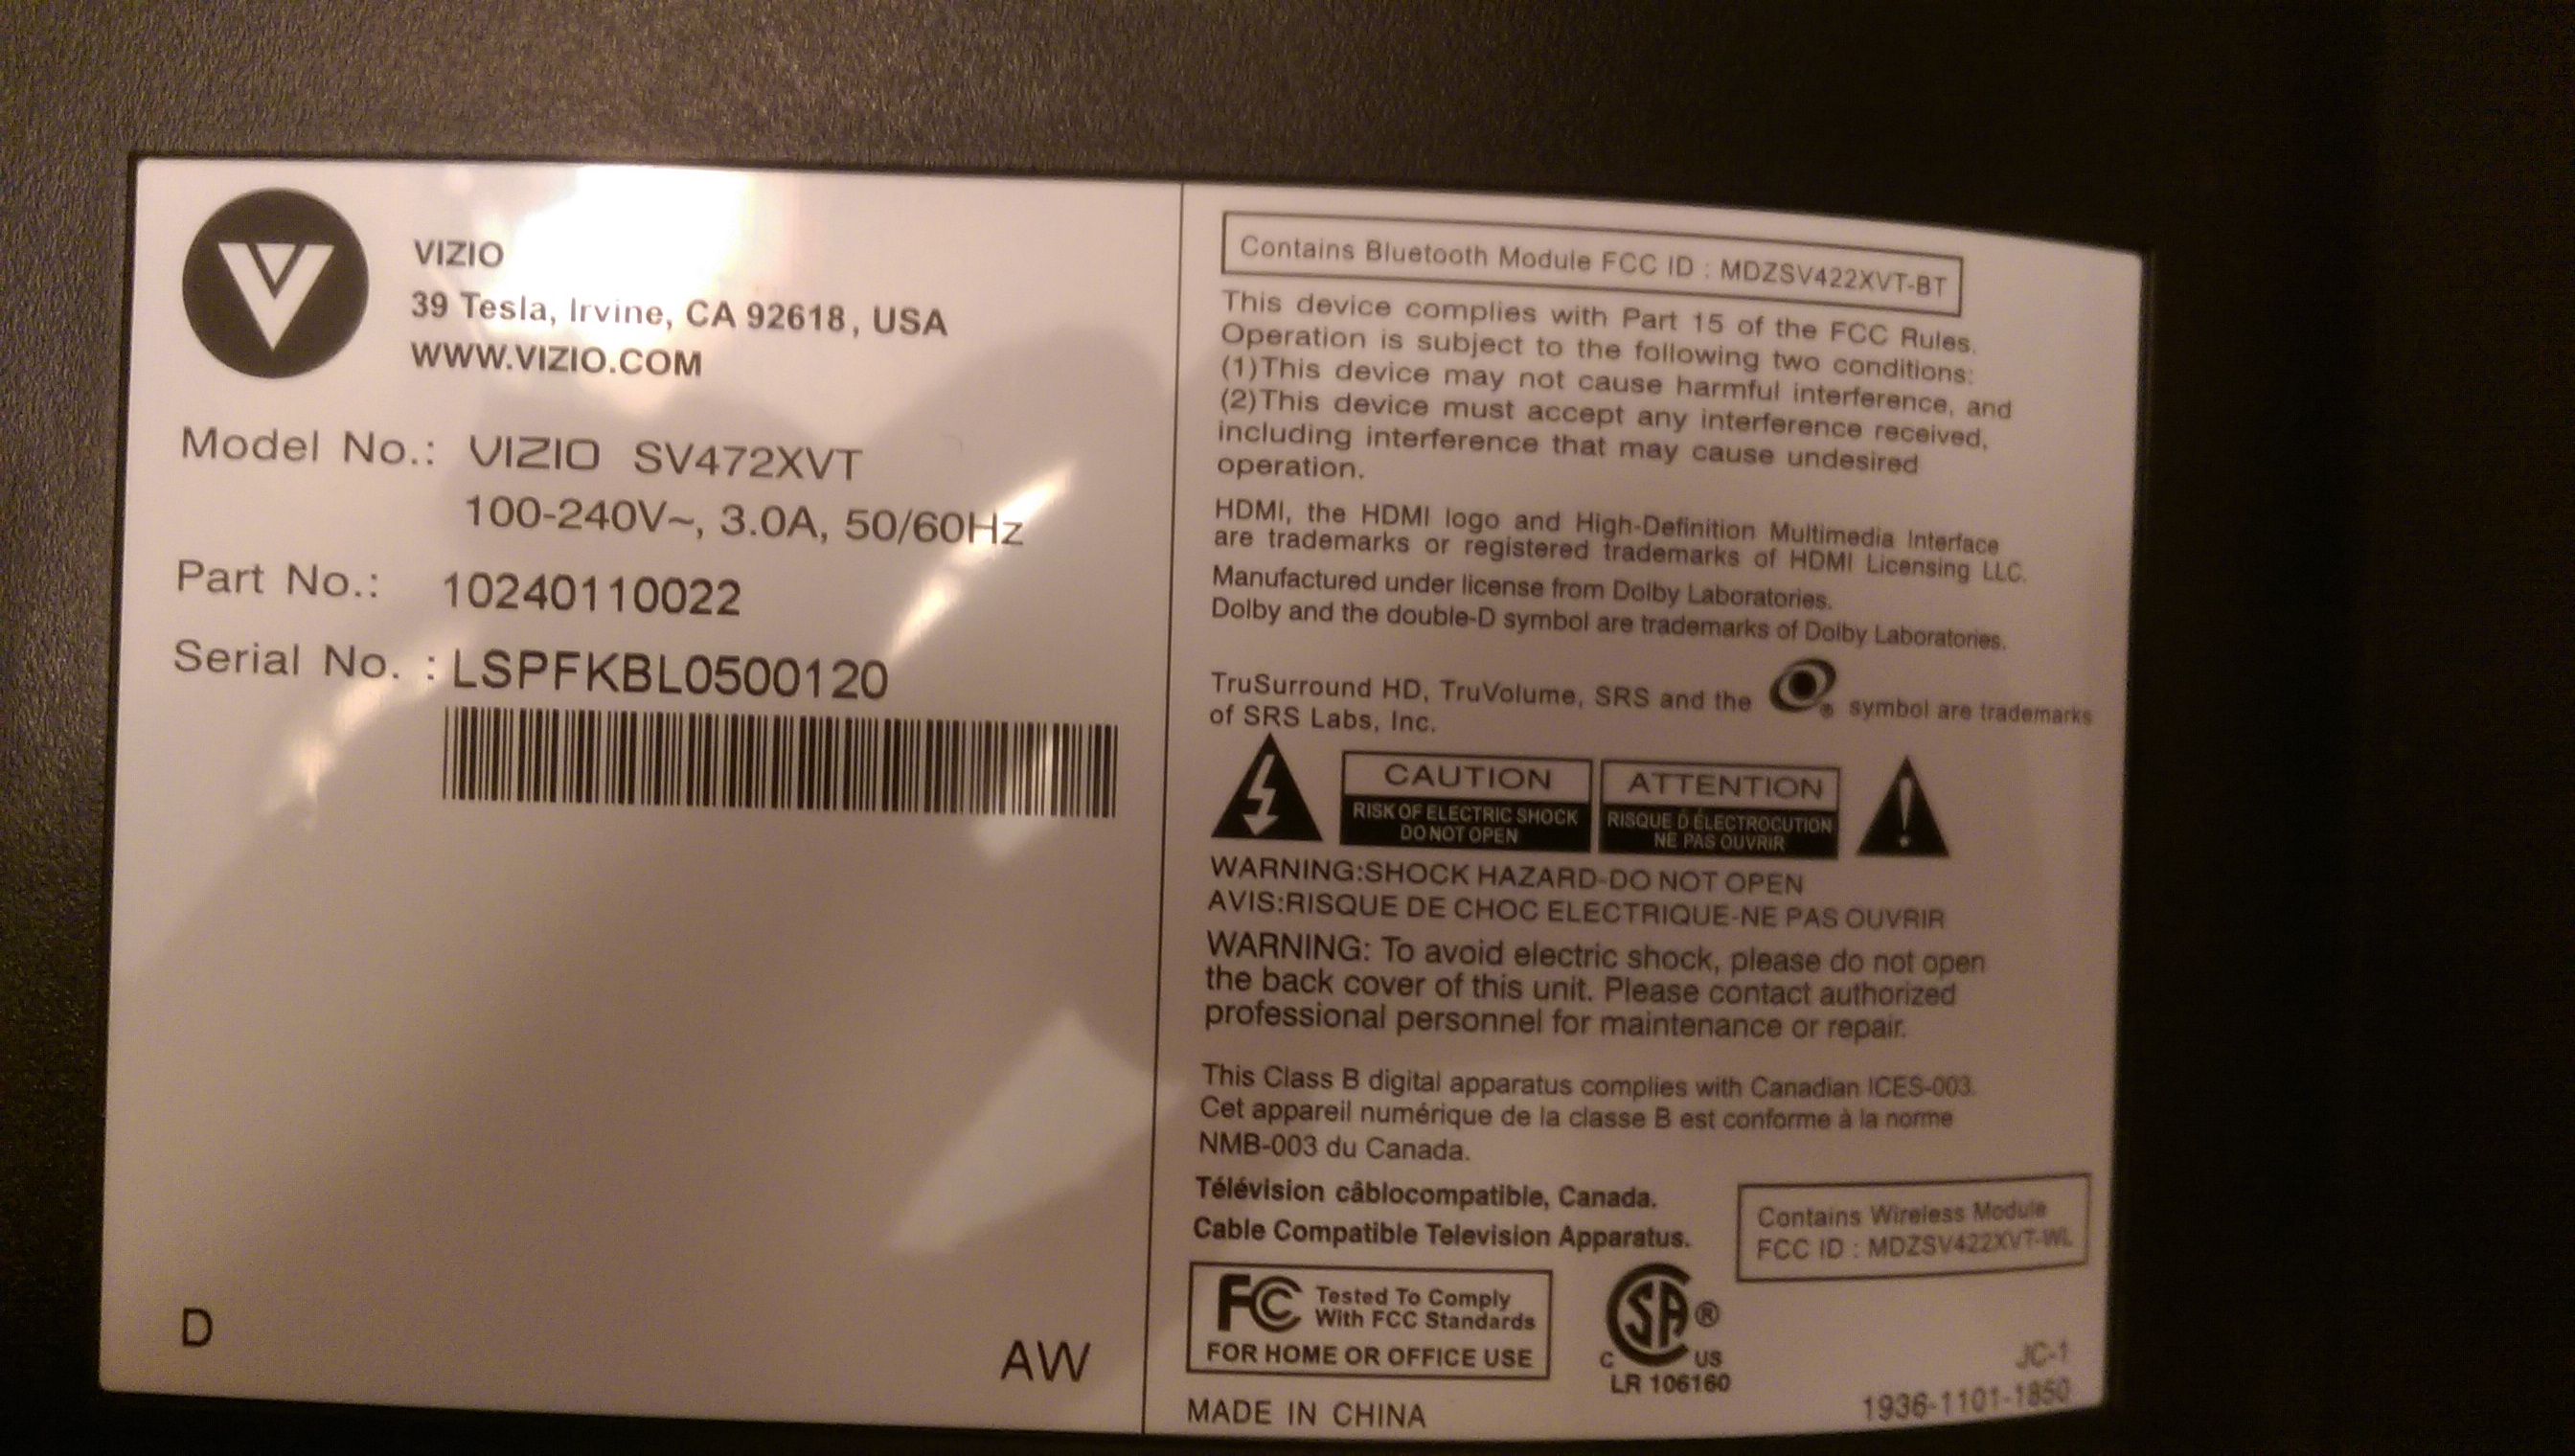 VIZIO
39 Tesla, Irvine, CA 92618, USA
WWW.VIZIO.COM
Model No.: VIZIO SV472XVT
100-240V~, 3.0A, 50/60Hz
Part No.: 10240110022
Serial No. : LSPFKBL0500120
D
AW
Contains Bluetooth Module FCC ID : MDZSV422XVT-BT
This device complies with Part 15 of the FCC Rules.
Operation is subject to the following two conditions:
(1)This device may not cause harmful interference, and
(2)This device must accept any interference received,
including interference that may cause undesired
operation.
HDMI, the HDMI logo and High-Definition Multimedia Interface
are trademarks or registered trademarks of HDMI Licensing LLC.
Manufactured under license from Dolby Laboratories.
Dolby and the double-D symbol are trademarks of Dolby Laboratories.
TruSurround HD, TruVolume, SRS and the ® symbol are trademarks
of SRS Labs, Inc.
CAUTION
RISK OF ELECTRIC SHOCK
DO NOT OPEN
ATTENTION
RISQUE D ÉLECTROCUTION
NE PAS OUVRIR
WARNING:SHOCK HAZARD-DO NOT OPEN
AVIS:RISQUE DE CHOC ELECTRIQUE-NE PAS OUVRIR
WARNING: To avoid electric shock, please do not open
the back cover of this unit. Please contact authorized
professional personnel for maintenance or repair.
This Class B digital apparatus complies with Canadian ICES-003.
Cet appareil numérique de la classe B est conforme à la norme
NMB-003 du Canada.
Télévision câblocompatible, Canada.
Cable Compatible Television Apparatus.
Contains Wireless Module
FCC ID : MDZSV422XVT-WL
FC Tested To Comply
With FCC Standards
FOR HOME OR OFFICE USE
SA ®
C US
LR 106160
MADE IN CHINA
JC-1
1936-1101-1850